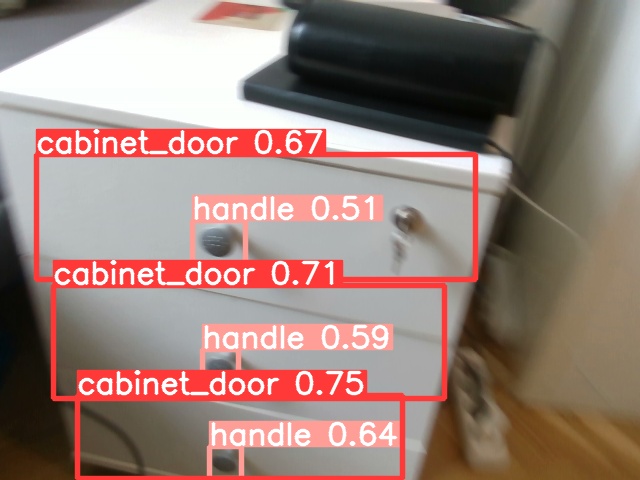 cabinet_door 0.67
handle 0.51
cabinet_door 0.71
handle 0.59
cabinet_door 0.75
handle 0.64